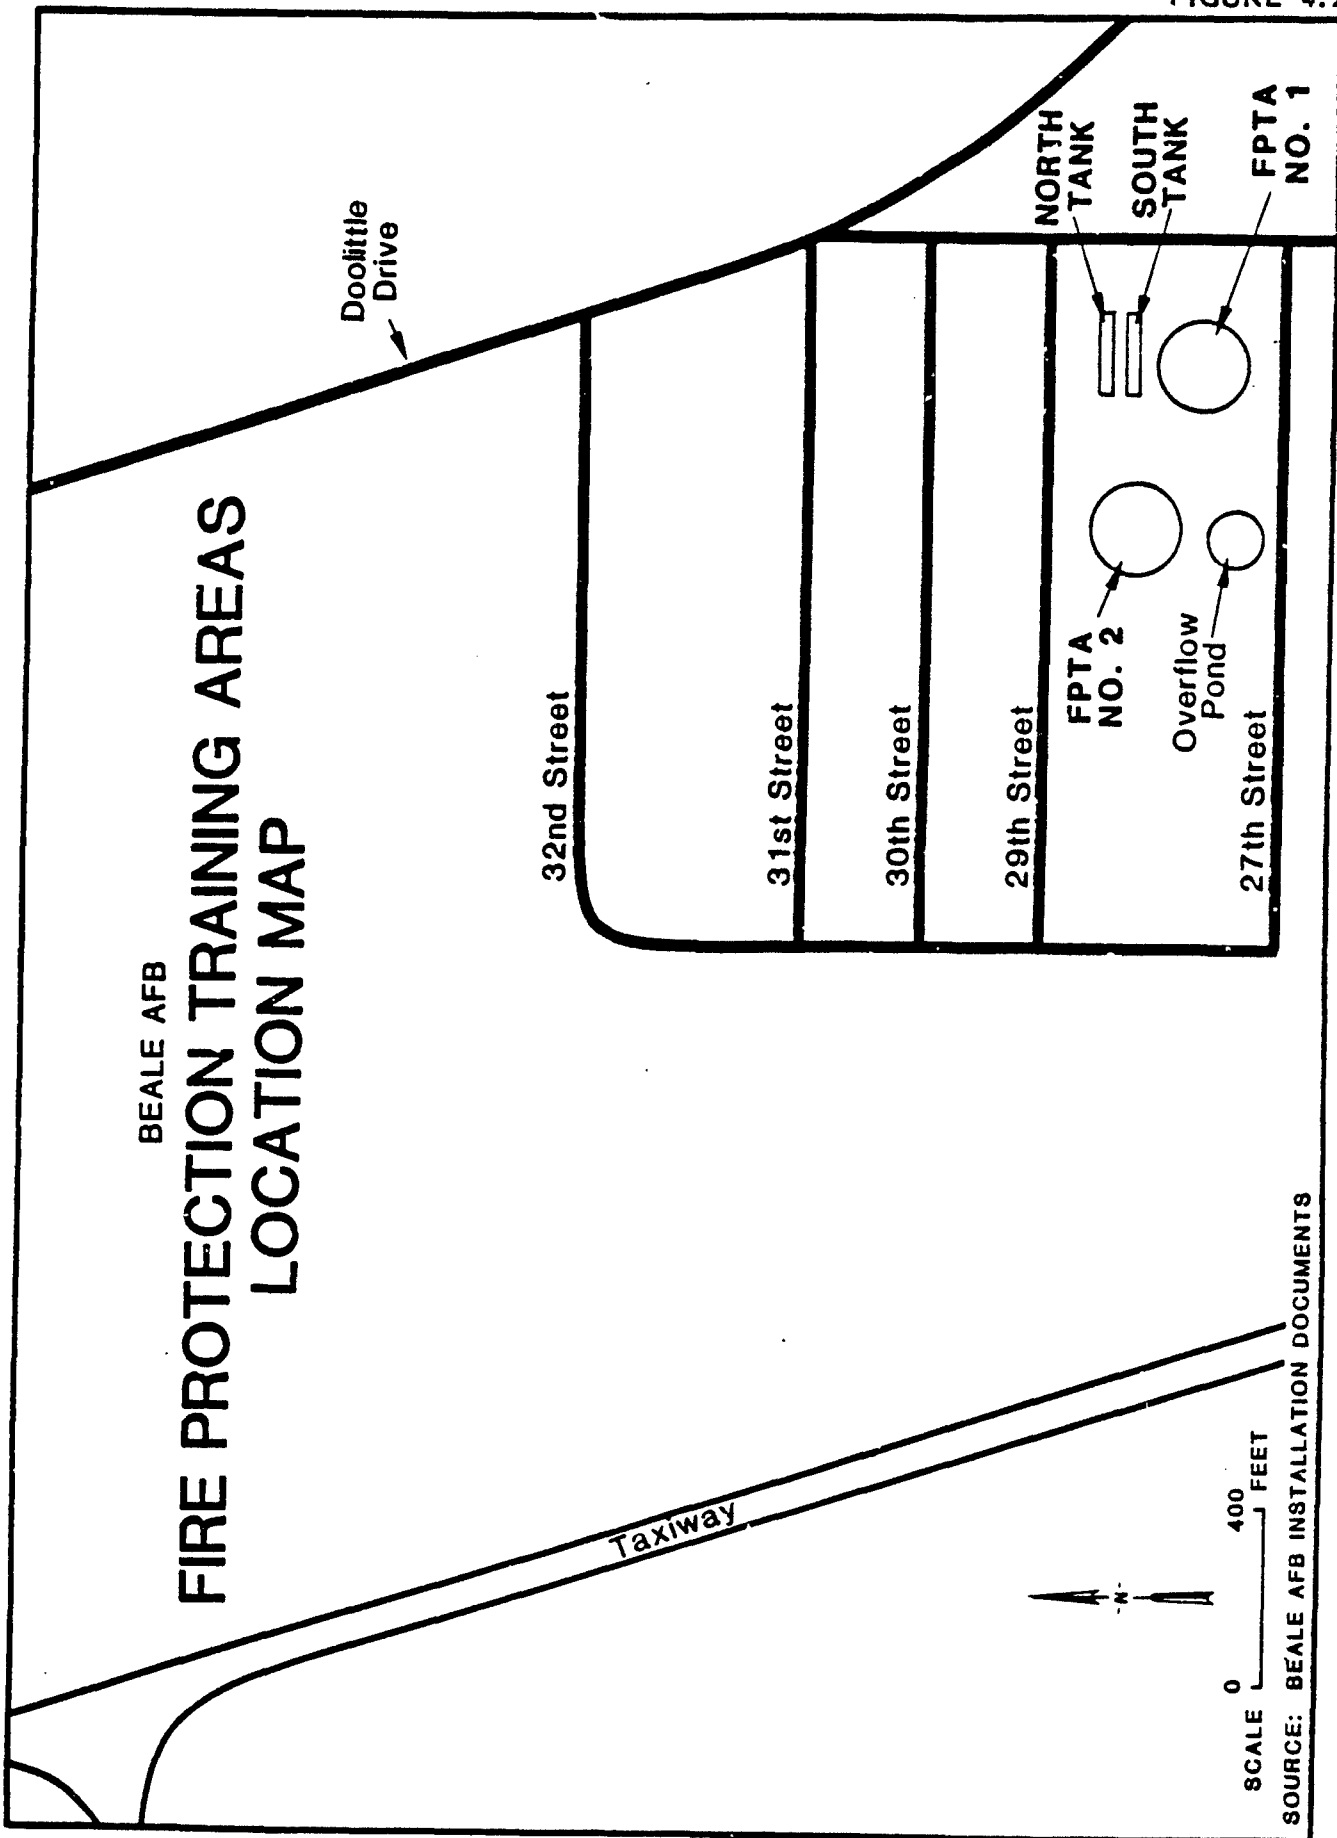 FIGURE 4.
BEALE AFB
FIRE PROTECTION TRAINING AREAS
LOCATION MAP
Doolittle
Drive
32nd Street
31st Street
30th Street
29th Street
27th Street
NORTH
TANK
SOUTH
TANK
FPTA
NO. 1
FPTA
NO. 2
Overflow
Pond
Taxiway
-N-
SCALE 0 400 FEET
SOURCE: BEALE AFB INSTALLATION DOCUMENTS